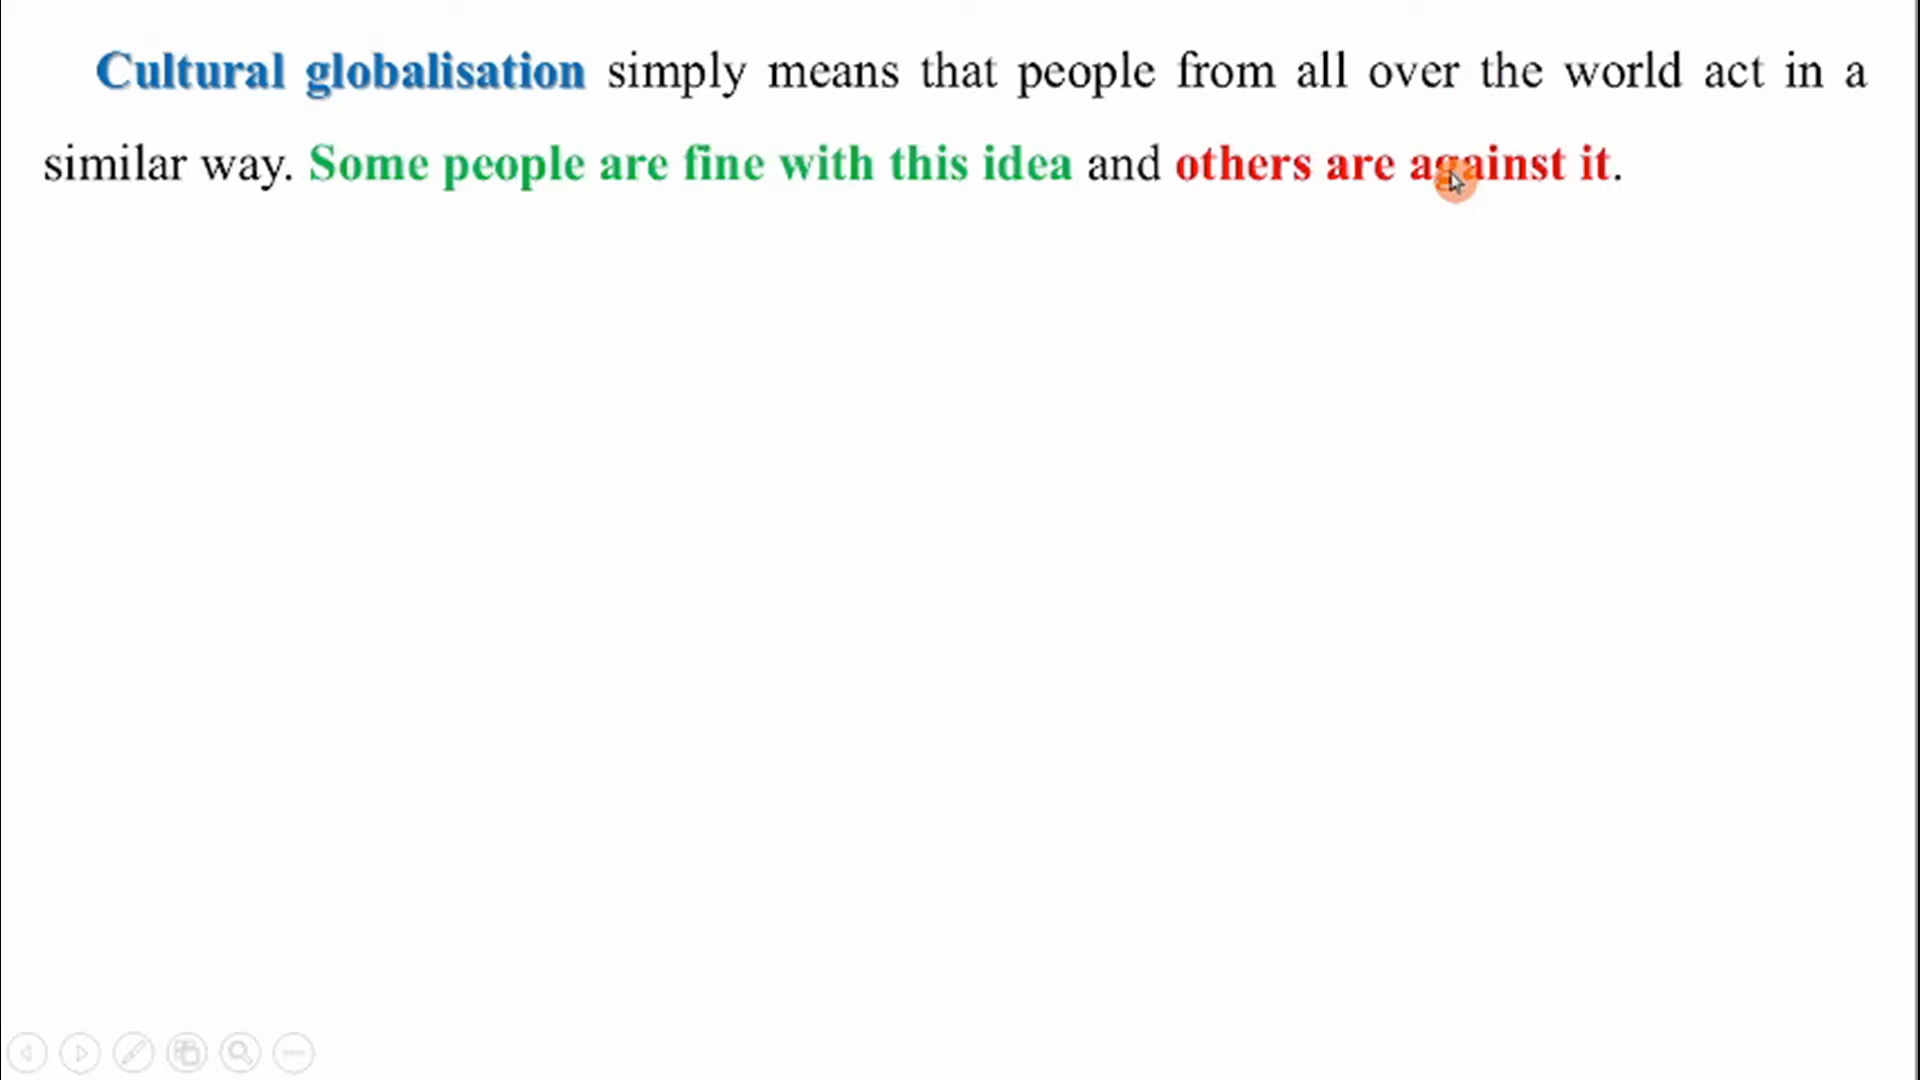 Cultural globalisation simply means that people from all over the world act in a
similar way. Some people are fine with this idea and others are against it.